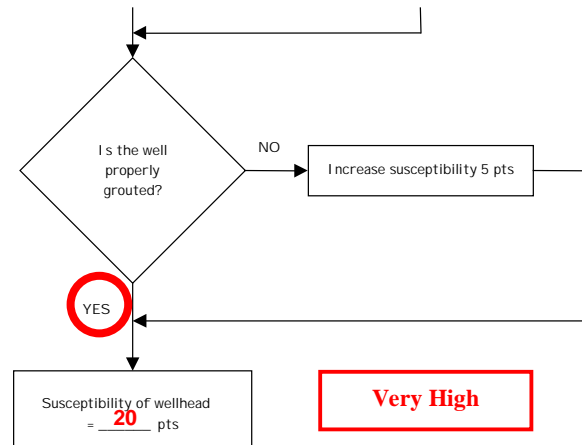 Is the well
properly
grouted?
NO
Increase susceptibility 5 pts
YES
Susceptibility of wellhead
= 20 pts
Very High